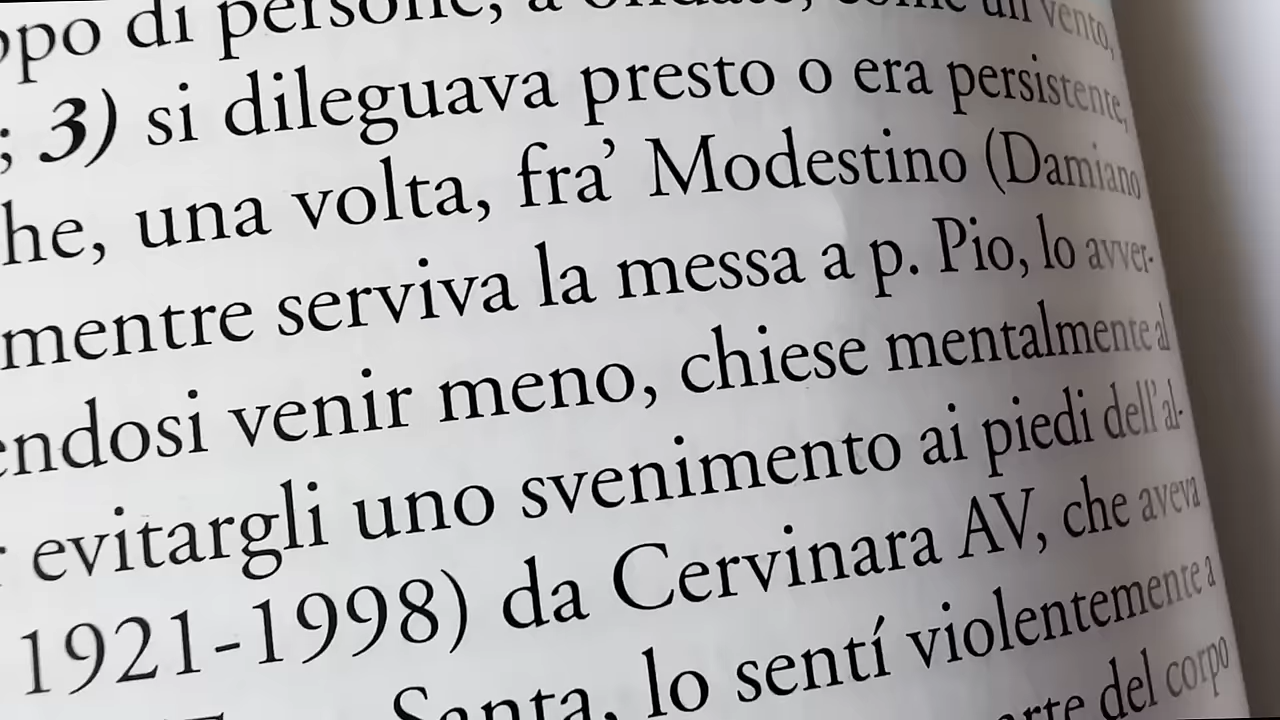 di persone, a ondate, come un vento,
; 3) si dileguava presto o era persistente,
he, una volta, fra’ Modestino (Damiano
mentre serviva la messa a p. Pio, lo avver-
endosi venir meno, chiese mentalmente al
evitargli uno svenimento ai piedi dell’al-
1921-1998) da Cervinara AV, che aveva
Santa, lo sentí violentemente a
del corpo